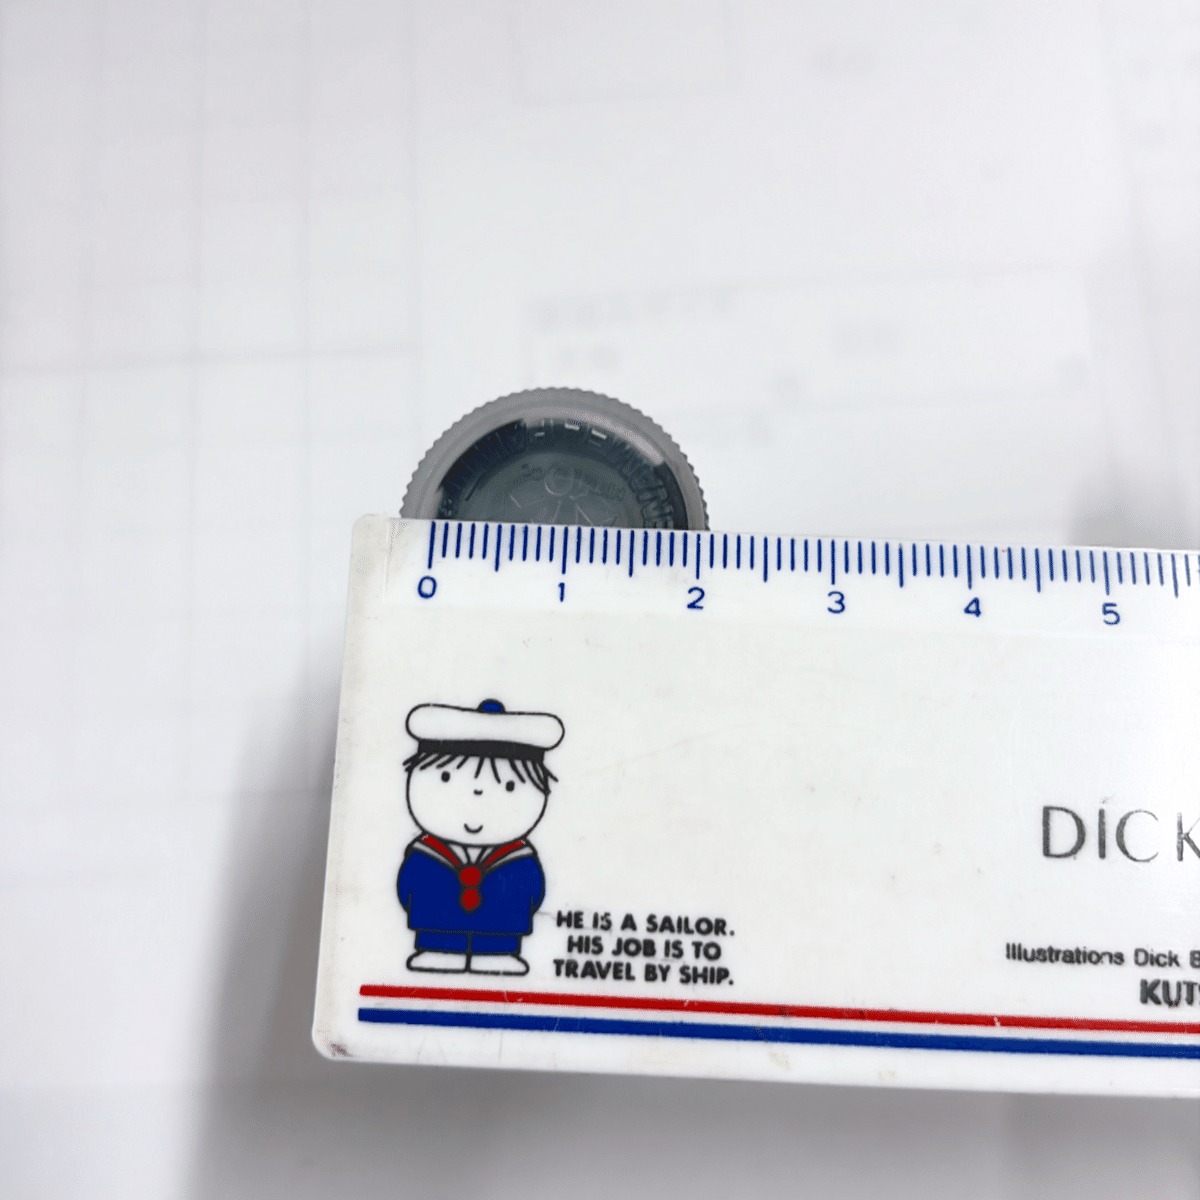 0 1 2 3 4 5
DICK
HE IS A SAILOR.
HIS JOB IS TO
TRAVEL BY SHIP.
Illustrations Dick B
KUT